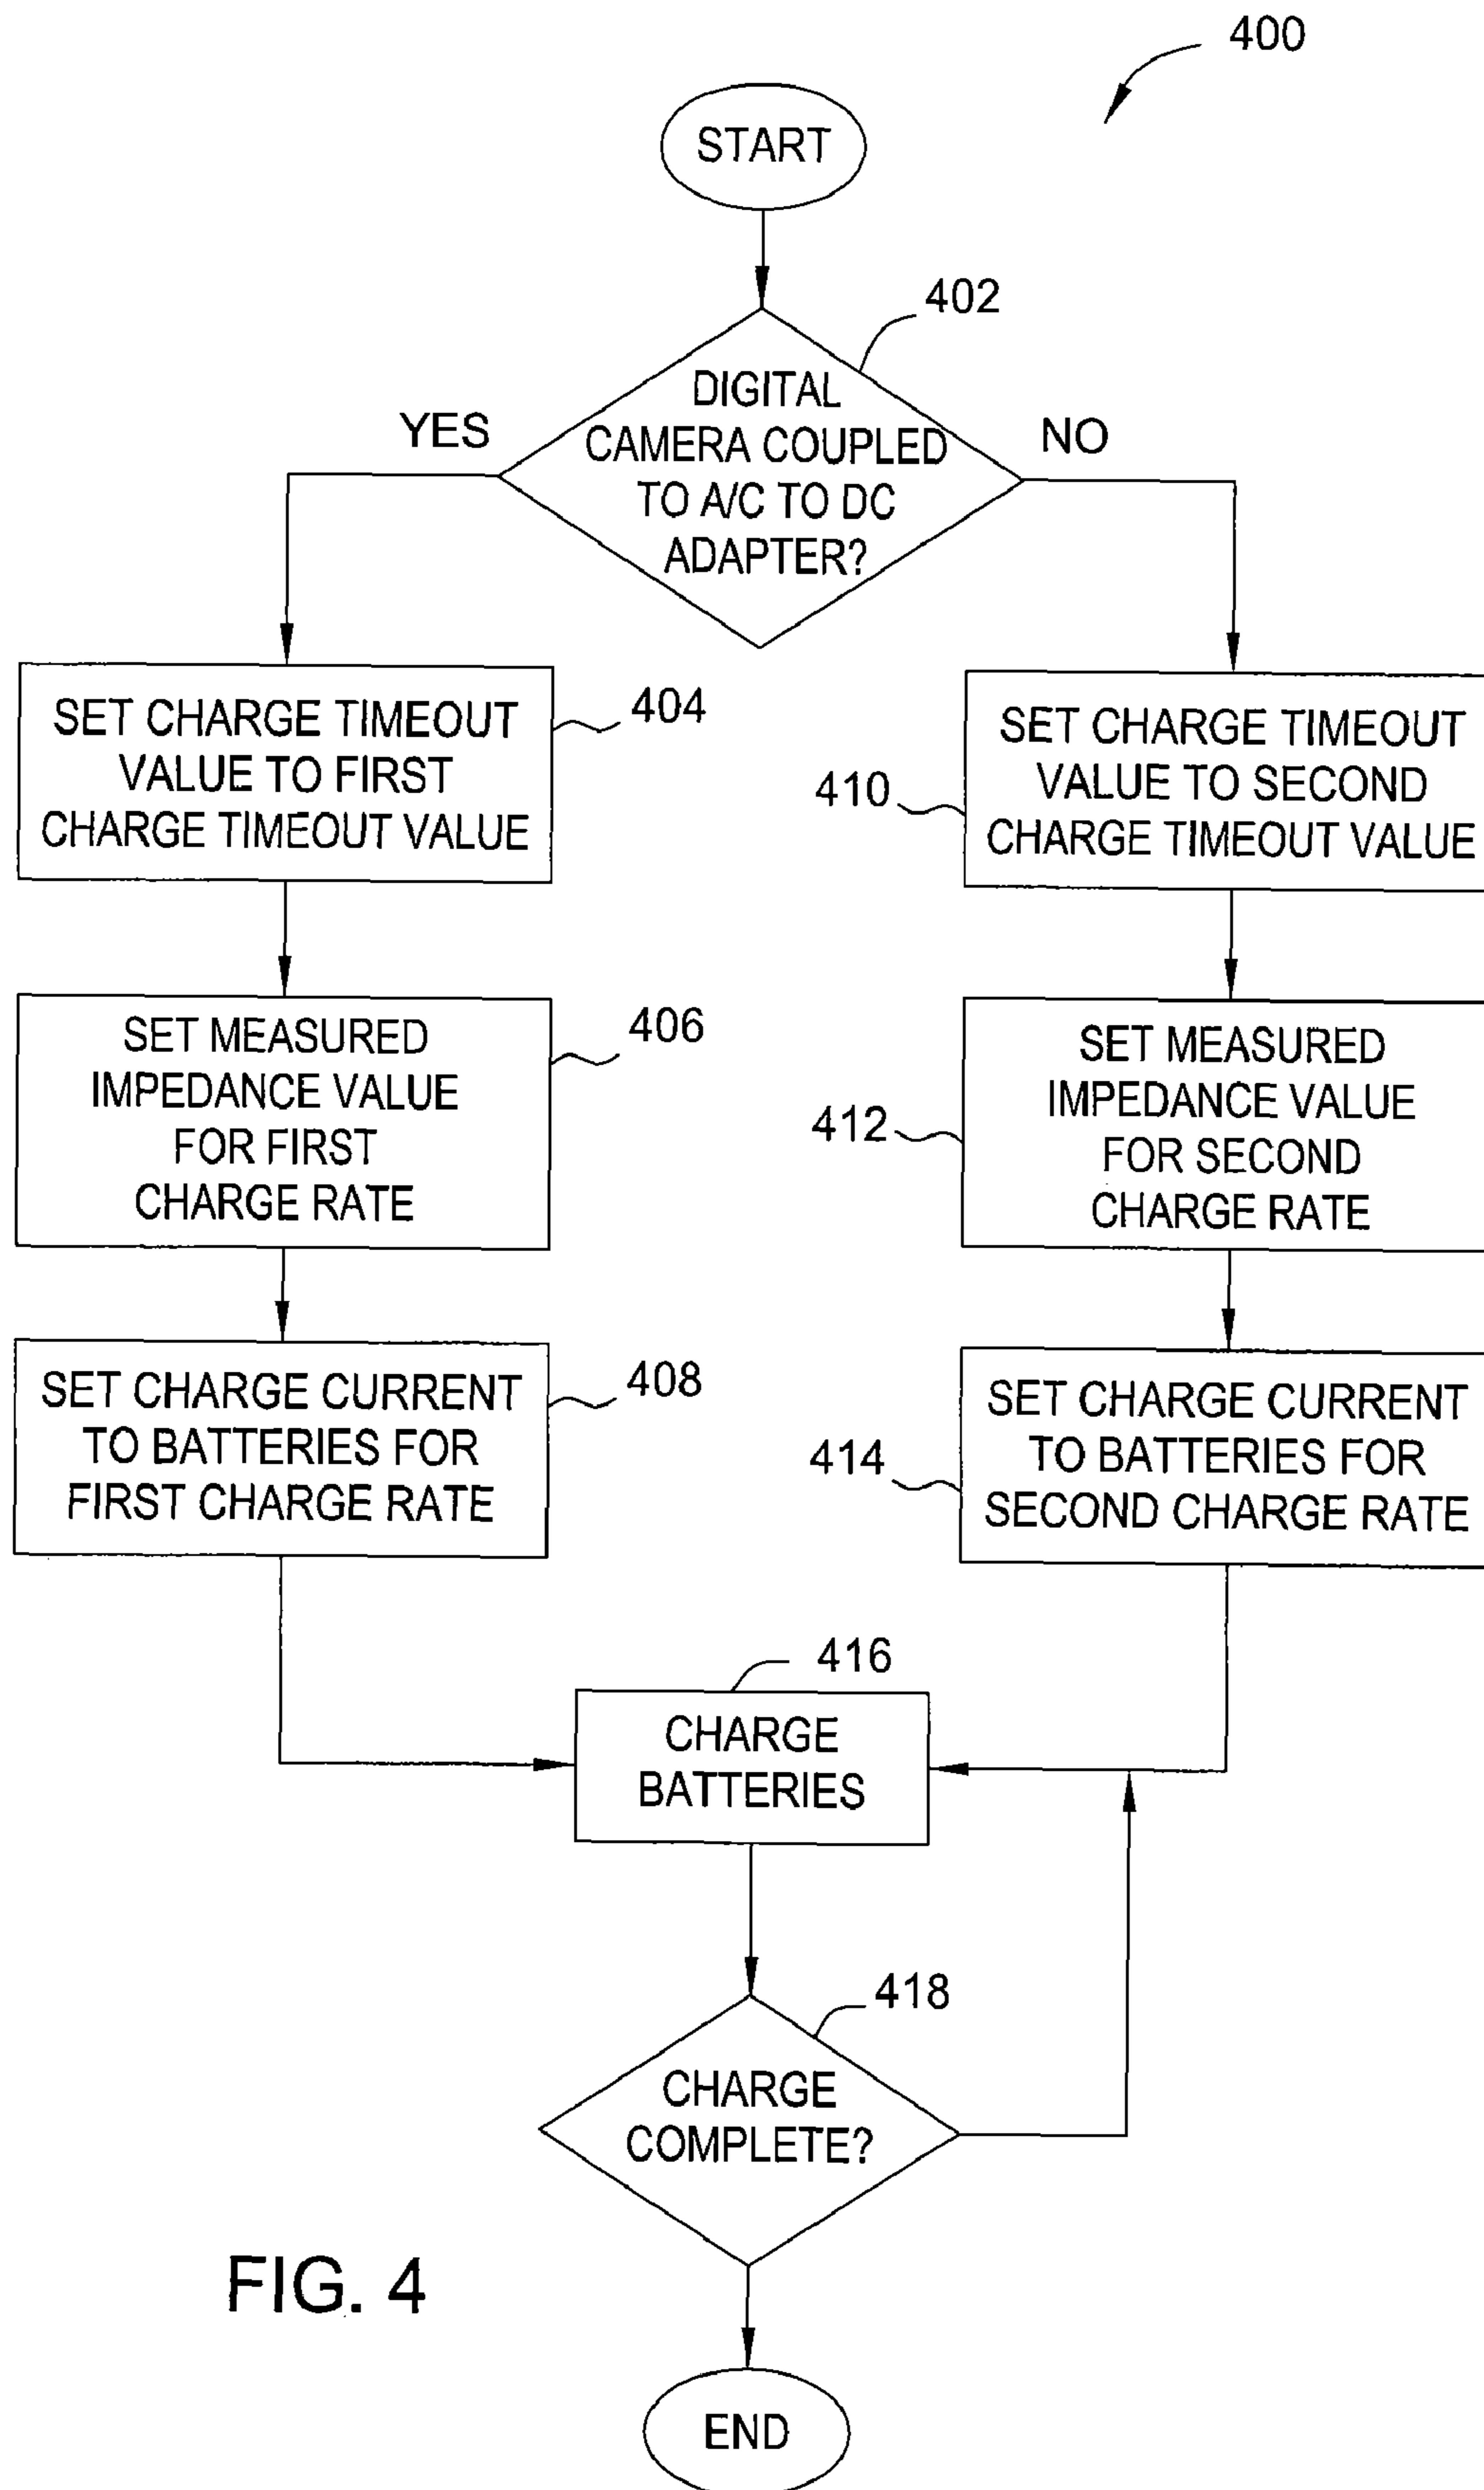 400
START
402
DIGITAL
CAMERA COUPLED
TO A/C TO DC
ADAPTER?
YES
NO
SET CHARGE TIMEOUT
VALUE TO FIRST
CHARGE TIMEOUT VALUE
404
SET CHARGE TIMEOUT
VALUE TO SECOND
CHARGE TIMEOUT VALUE
410
SET MEASURED
IMPEDANCE VALUE
FOR FIRST
CHARGE RATE
406
SET MEASURED
IMPEDANCE VALUE
FOR SECOND
CHARGE RATE
412
SET CHARGE CURRENT
TO BATTERIES FOR
FIRST CHARGE RATE
408
SET CHARGE CURRENT
TO BATTERIES FOR
SECOND CHARGE RATE
414
416
CHARGE
BATTERIES
418
CHARGE
COMPLETE?
FIG. 4
END